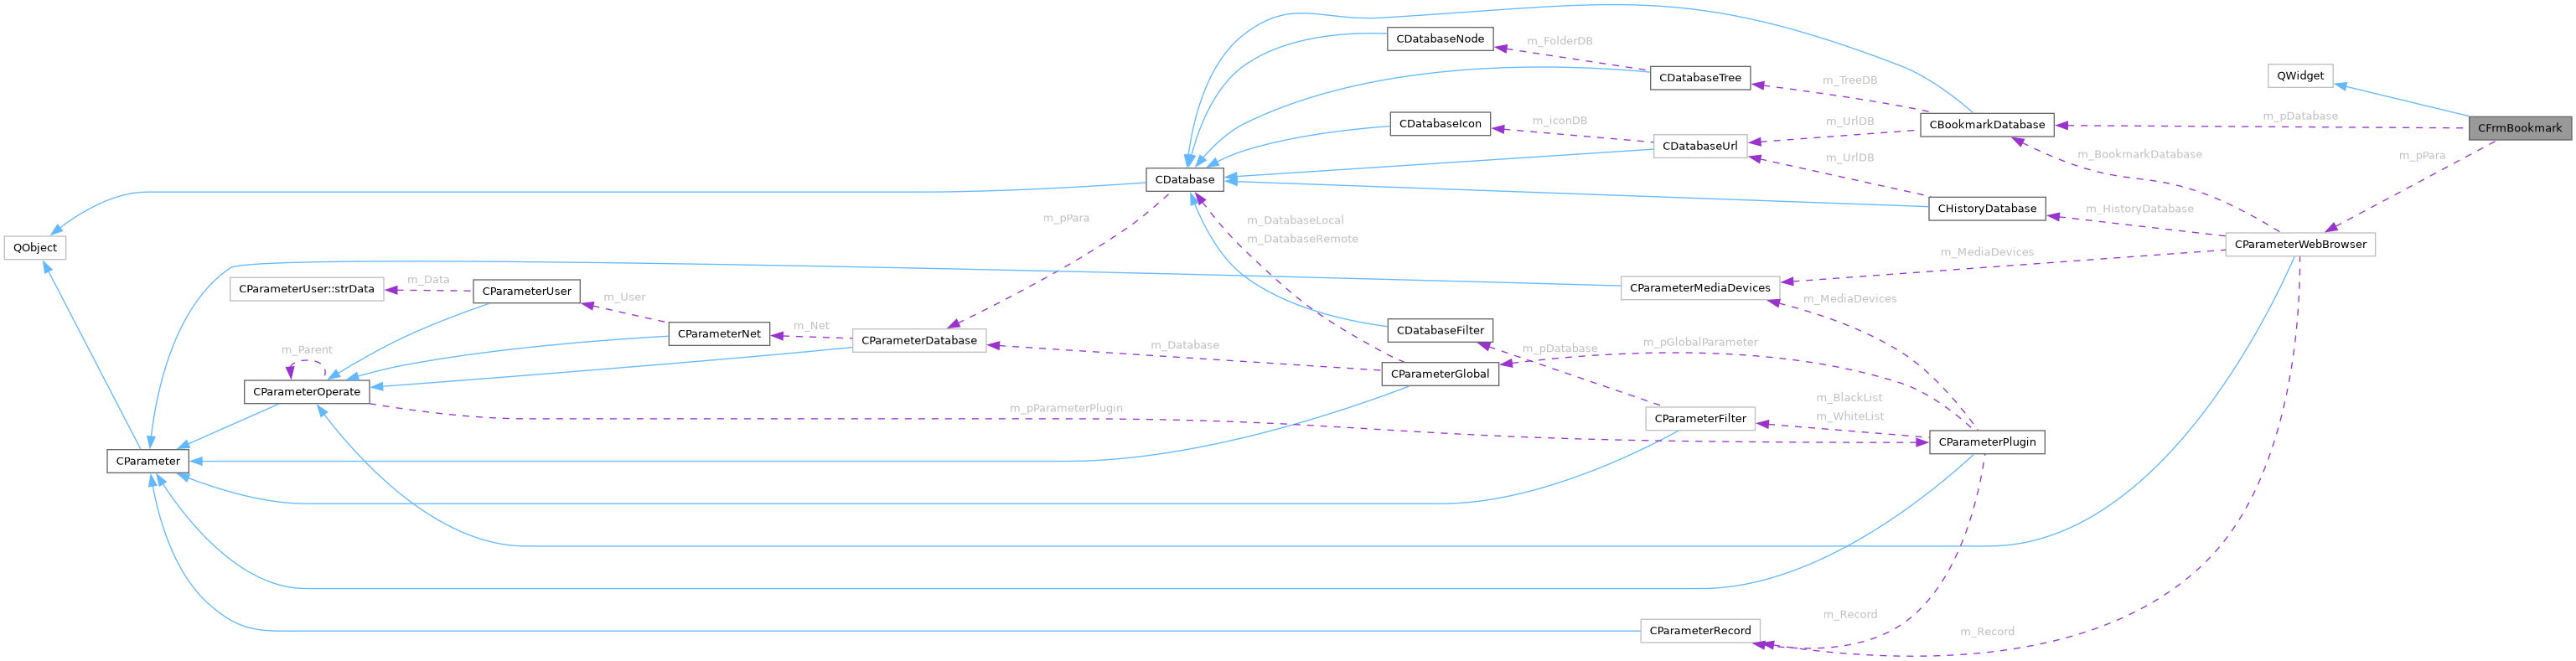 CDatabaseNode
m_FolderDB
CDatabaseTree
QWidget
m_TreeDB
m_pDatabase
CDatabaseIcon
m_iconDB
m_UrlDB
CBookmarkDatabase
CFrmBookmark
CDatabaseUrl
m_UrlDB
m_BookmarkDatabase
m_pPara
CDatabase
CHistoryDatabase
m_HistoryDatabase
m_pPara
m_DatabaseLocal
m_DatabaseRemote
QObject
CParameterWebBrowser
m_MediaDevices
CParameterUser::strData
m_Data
CParameterUser
CParameterMediaDevices
m_User
m_MediaDevices
CParameterNet
m_Net
CParameterDatabase
CDatabaseFilter
m_Parent
m_Database
m_pDatabase
m_pGlobalParameter
CParameterGlobal
CParameterOperate
m_pParameterPlugin
CParameterFilter
m_BlackList
m_WhiteList
CParameterPlugin
CParameter
m_Record
CParameterRecord
m_Record